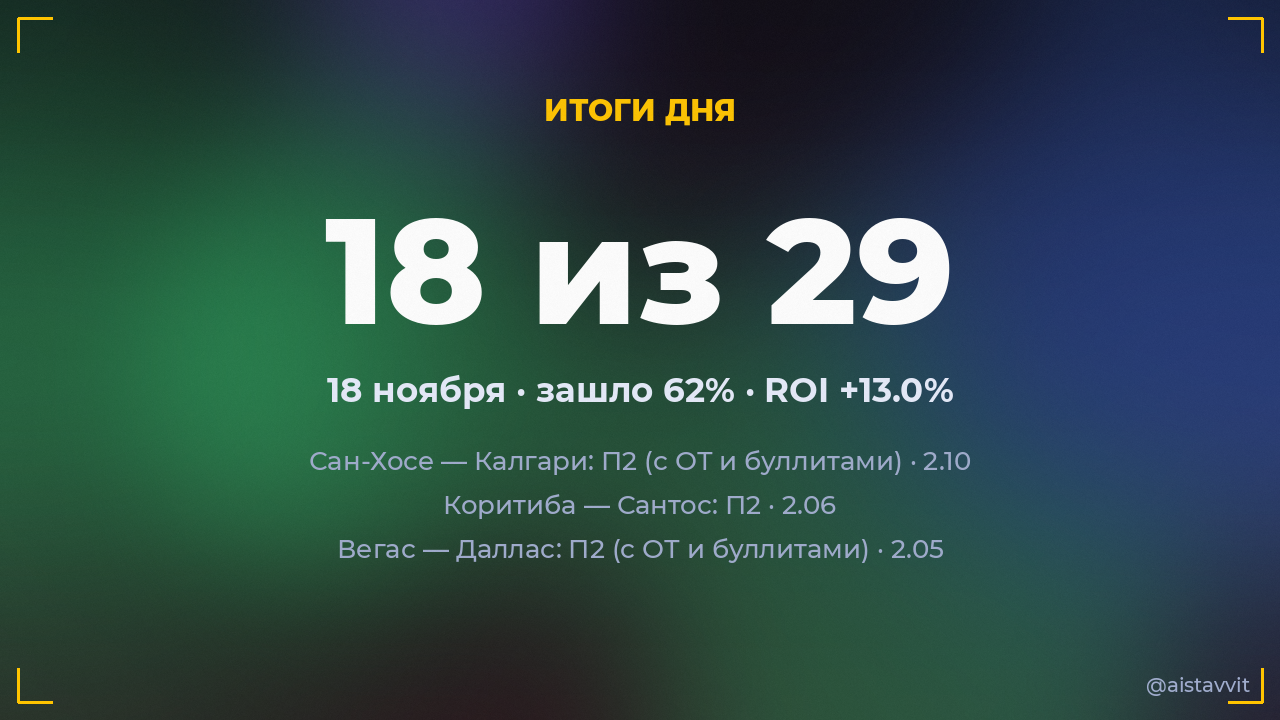 ИТОГИ ДНЯ
18 из 29
18 ноября · зашло 62% · ROI +13.0%
Сан-Хосе — Калгари: П2 (с ОТ и буллитами) · 2.10
Коритиба — Сантос: П2 · 2.06
Вегас — Даллас: П2 (с ОТ и буллитами) · 2.05
@aistavvit